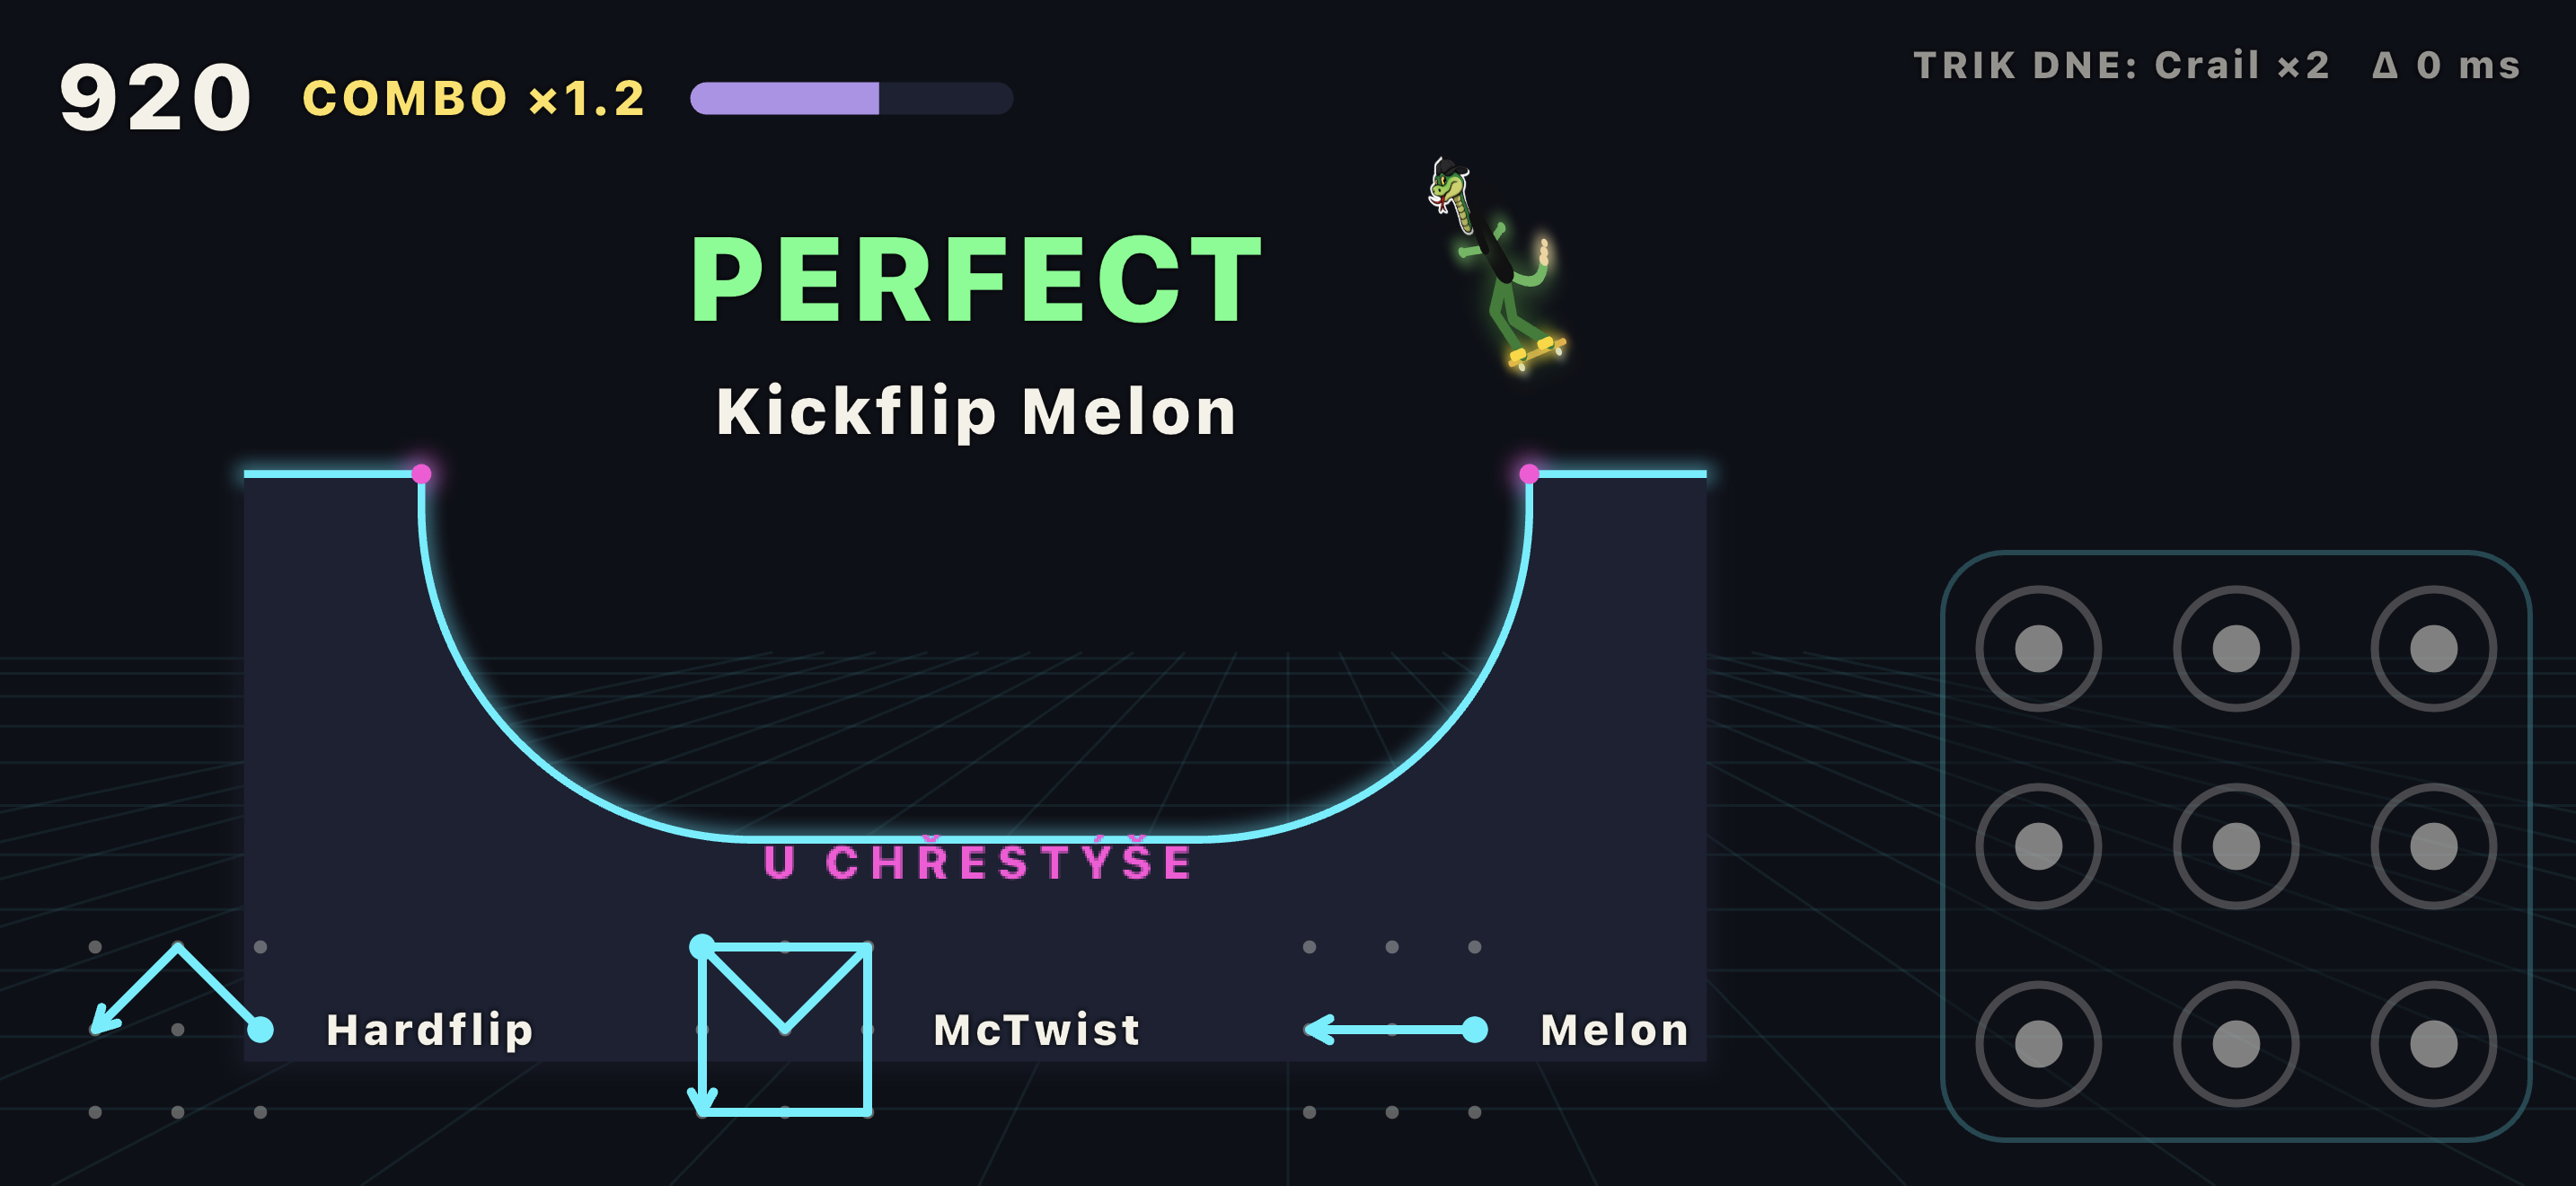 920 COMBO ×1.2
TRIK DNE: Crail ×2 Δ 0 ms
PERFECT
Kickflip Melon
U CHŘESTÝŠE
Hardflip
McTwist
Melon